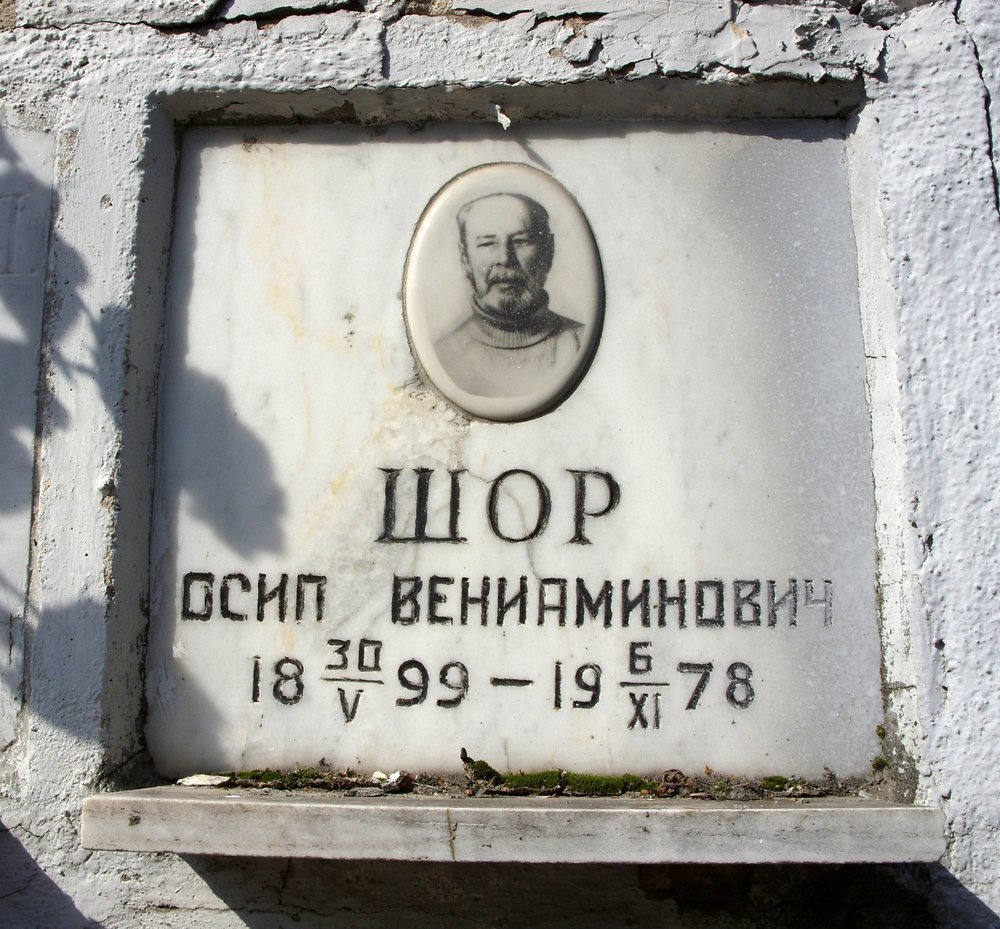 ШОР
ОСИП ВЕНИАМИНОВИЧ
18 30/V 99 – 19 6/XI 78